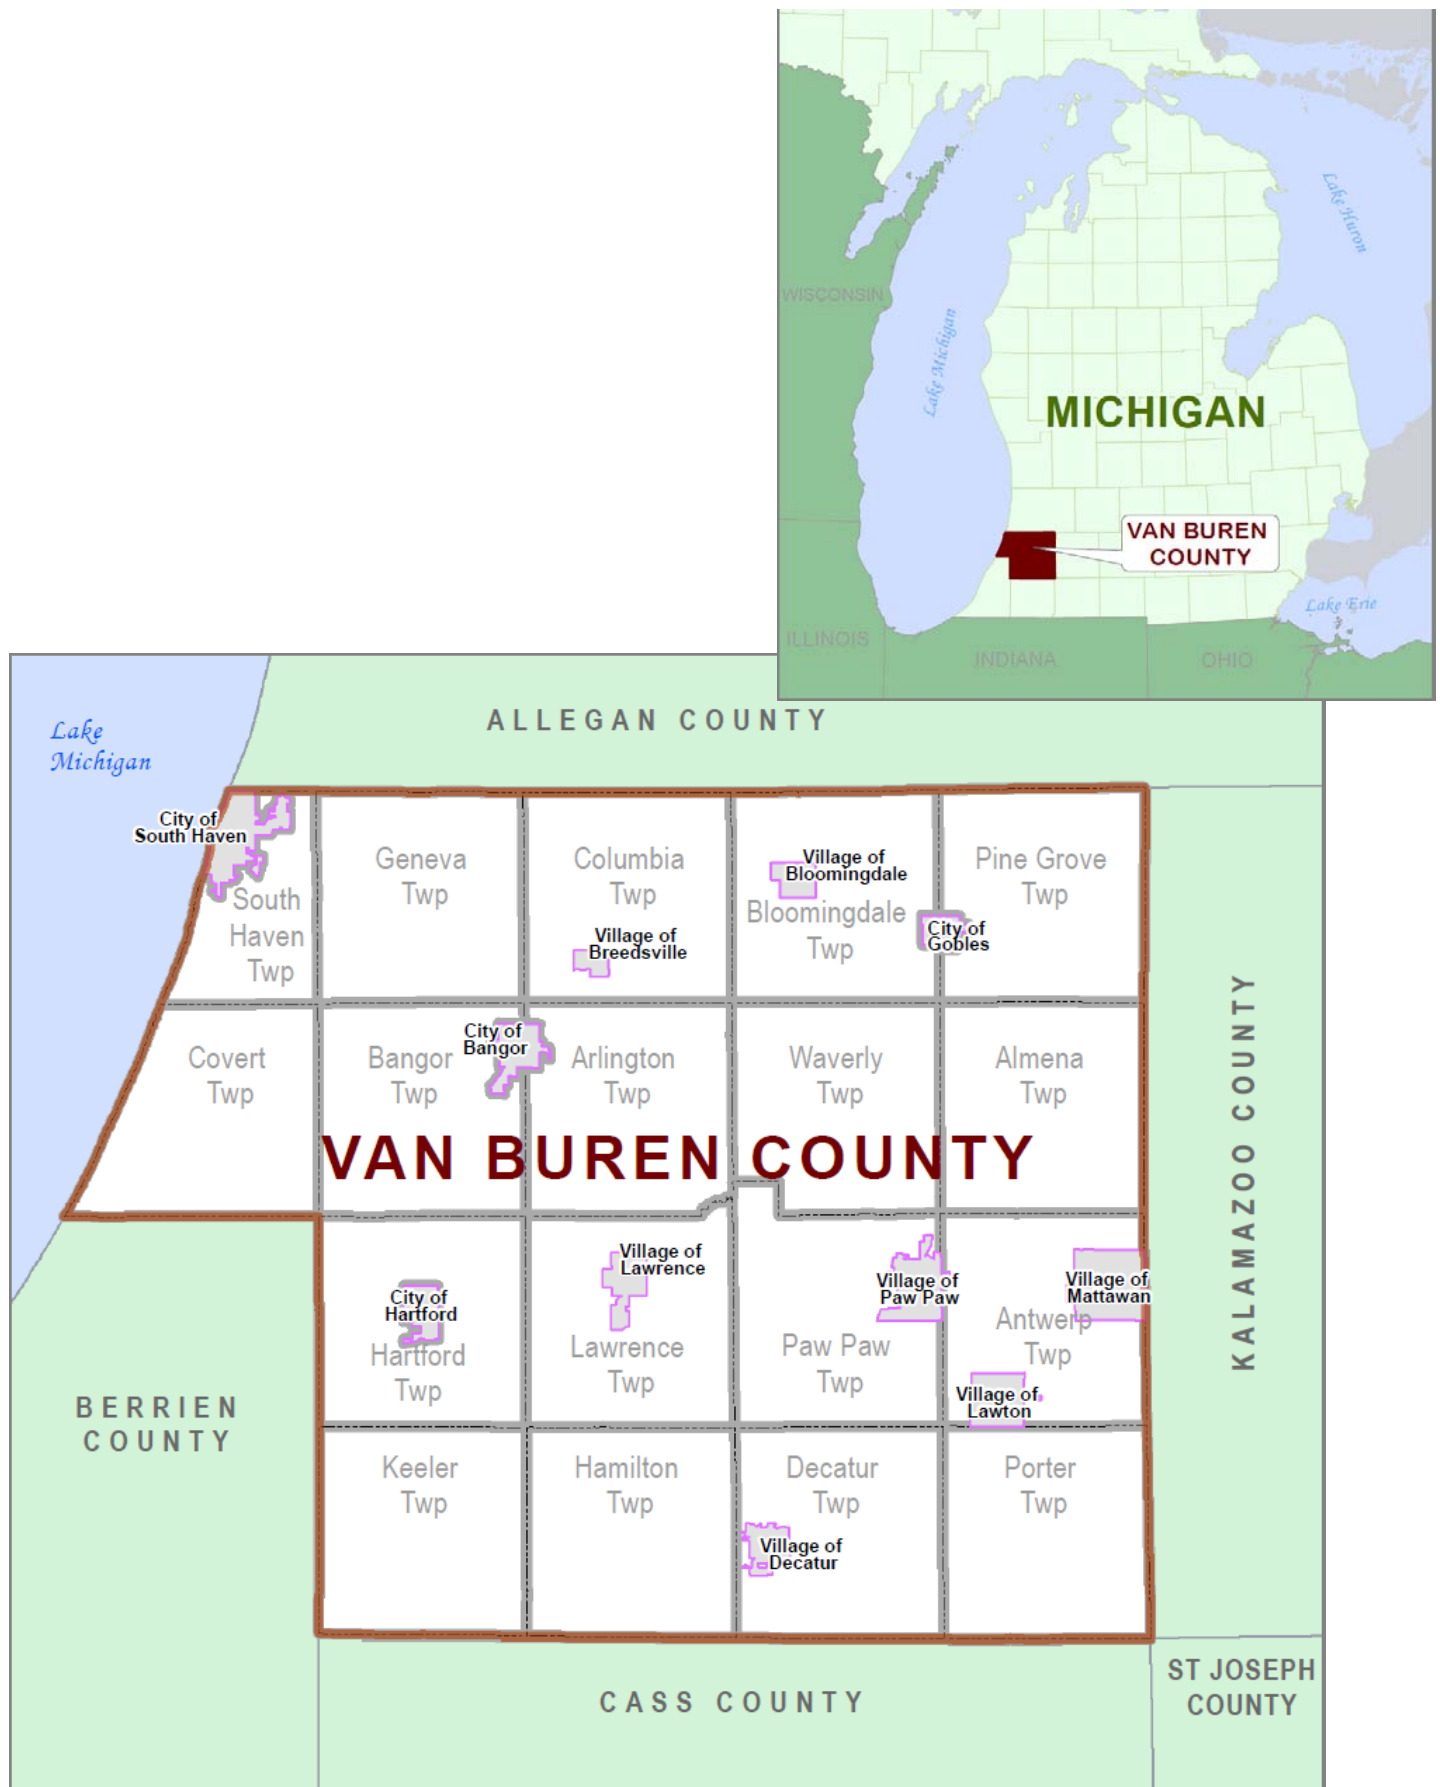 Lake Huron
WISCONSIN
Lake Michigan
MICHIGAN
VAN BUREN
COUNTY
Lake Erie
ILLINOIS
INDIANA
OHIO
Lake
Michigan
ALLEGAN COUNTY
City of
South Haven
South
Haven
Twp
Geneva
Twp
Columbia
Twp
Village of
Breedsville
Village of
Bloomingdale
Bloomingdale
Twp
Pine Grove
Twp
City of
Gobles
Covert
Twp
Bangor
Twp
City of
Bangor
Arlington
Twp
Waverly
Twp
Almena
Twp
KALAMAZOO COUNTY
VAN BUREN COUNTY
City of
Hartford
Hartford
Twp
Village of
Lawrence
Lawrence
Twp
Village of
Paw Paw
Paw Paw
Twp
Village of
Mattawan
Antwerp
Twp
Village of
Lawton
BERRIEN
COUNTY
Keeler
Twp
Hamilton
Twp
Decatur
Twp
Village of
Decatur
Porter
Twp
CASS COUNTY
ST JOSEPH
COUNTY